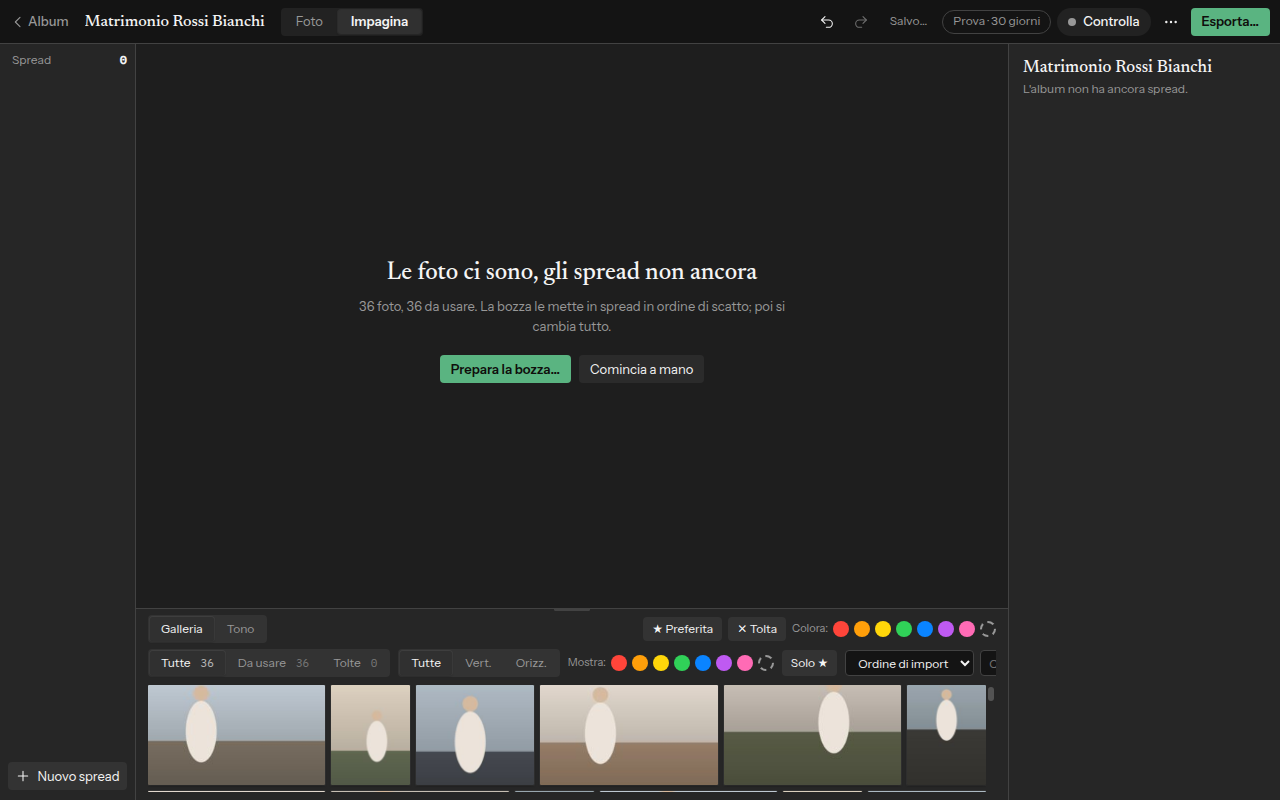 Album
Matrimonio Rossi Bianchi
Foto
Impagina
Salvo…
Prova · 30 giorni
Controlla
Esporta…
Spread 0
Matrimonio Rossi Bianchi
L'album non ha ancora spread.
Le foto ci sono, gli spread non ancora
36 foto, 36 da usare. La bozza le mette in spread in ordine di scatto; poi si
cambia tutto.
Prepara la bozza…
Comincia a mano
Galleria
Tono
★ Preferita
✕ Tolta
Colora:
Tutte 36
Da usare 36
Tolte 0
Tutte
Vert.
Orizz.
Mostra:
Solo ★
Ordine di import
+ Nuovo spread